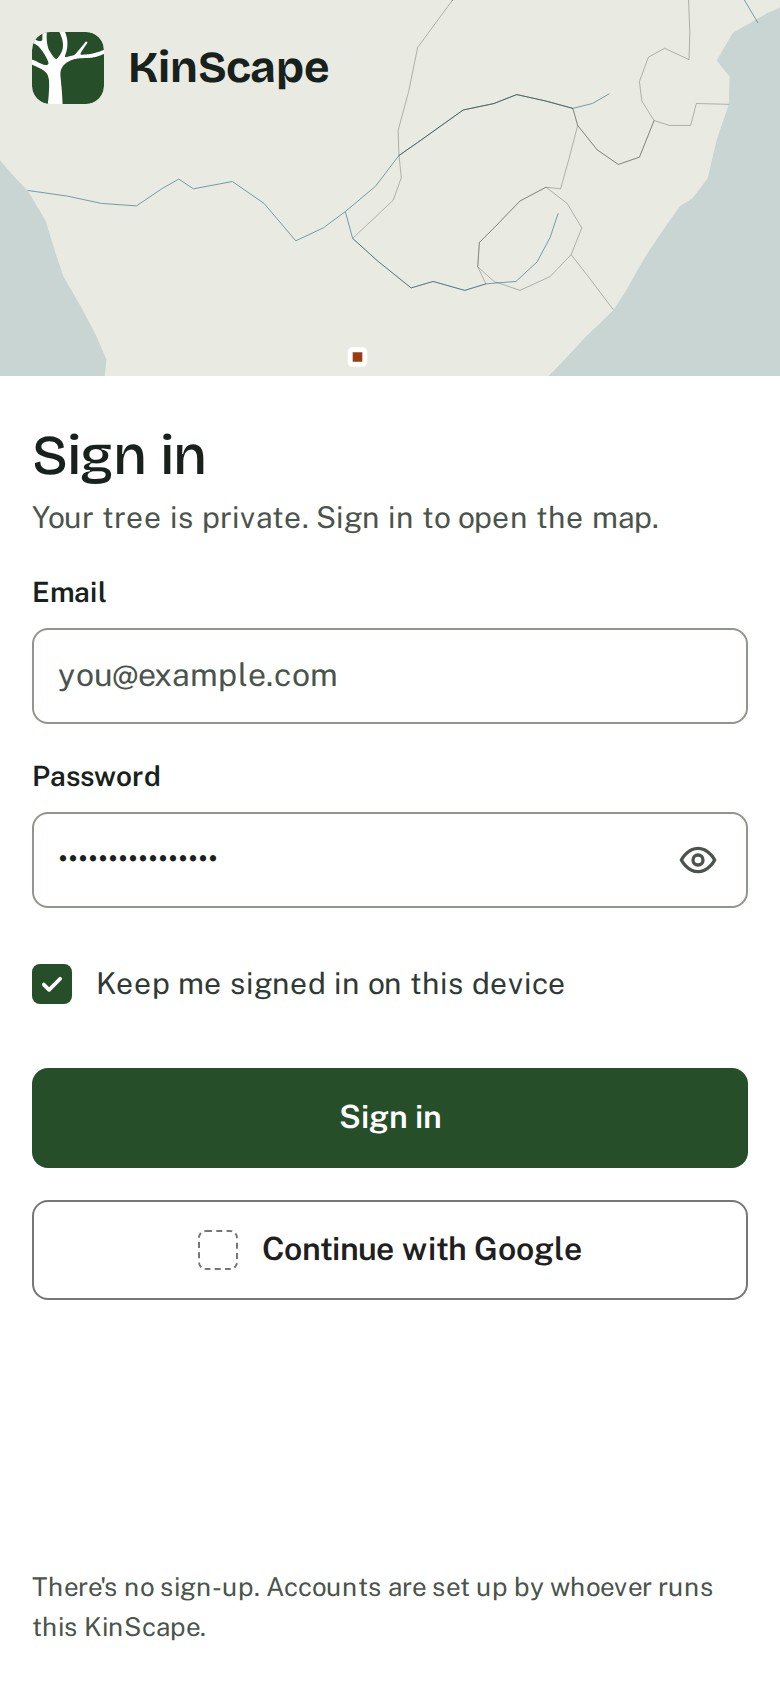 KinScape
Sign in
Your tree is private. Sign in to open the map.
Email
you@example.com
Password
••••••••••••••••
Keep me signed in on this device
Sign in
Continue with Google
There's no sign-up. Accounts are set up by whoever runs
this KinScape.